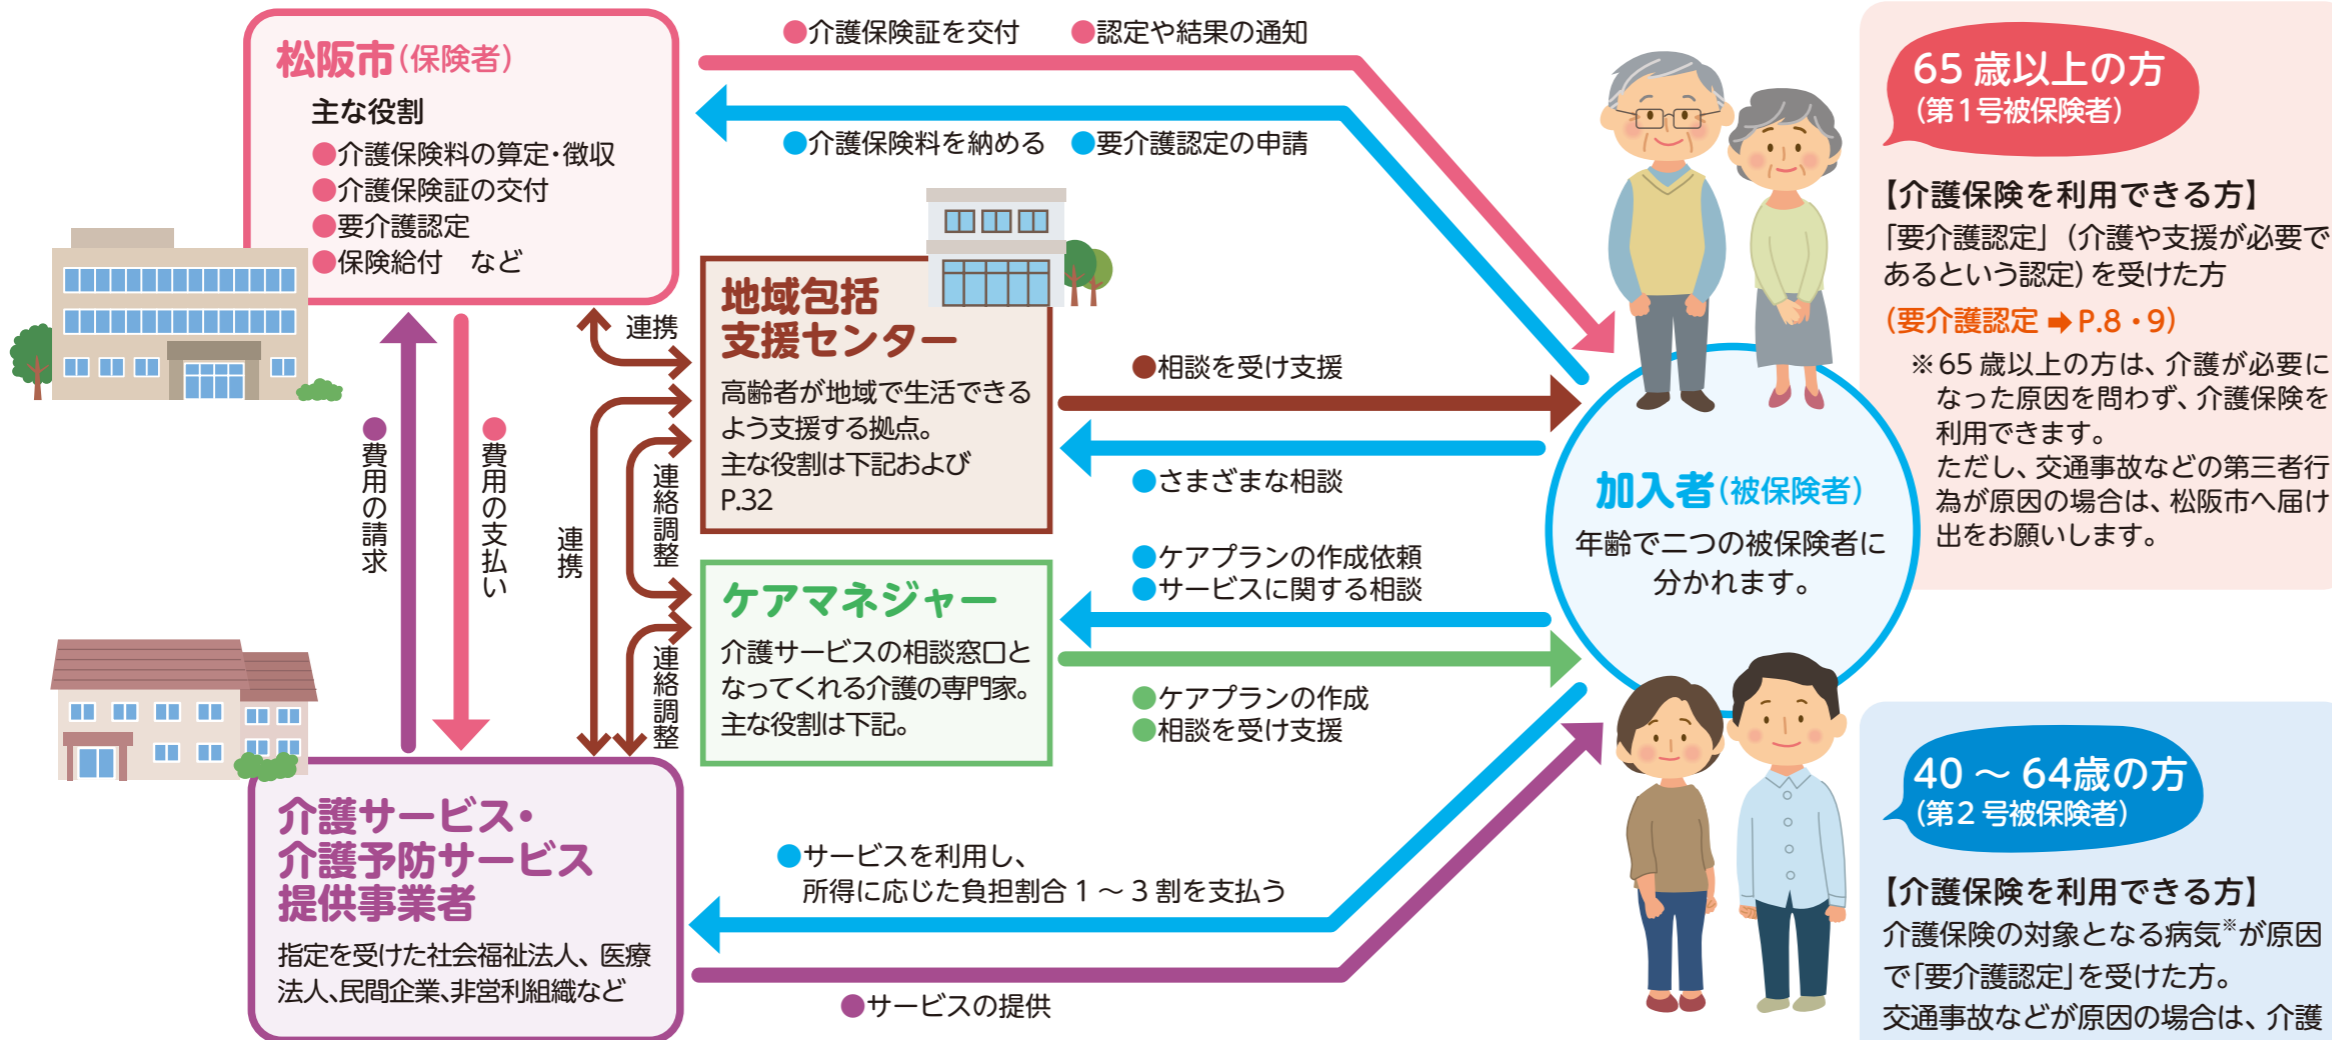 松阪市(保険者)
主な役割
●介護保険料の算定・徴収
●介護保険証の交付
●要介護認定
●保険給付　など
●介護保険証を交付　●認定や結果の通知
●介護保険料を納める　●要介護認定の申請
●費用の請求
●費用の支払い
連携
連携
連絡調整
連絡調整
地域包括
支援センター
高齢者が地域で生活できる
よう支援する拠点。
主な役割は下記および
P.32
●相談を受け支援
●さまざまな相談
ケアマネジャー
介護サービスの相談窓口と
なってくれる介護の専門家。
主な役割は下記。
●ケアプランの作成依頼
●サービスに関する相談
●ケアプランの作成
●相談を受け支援
介護サービス・
介護予防サービス
提供事業者
指定を受けた社会福祉法人、医療
法人、民間企業、非営利組織など
●サービスを利用し、
所得に応じた負担割合1～3割を支払う
●サービスの提供
加入者(被保険者)
年齢で二つの被保険者に
分かれます。
65歳以上の方
(第1号被保険者)
【介護保険を利用できる方】
「要介護認定」(介護や支援が必要で
あるという認定)を受けた方
(要介護認定➡P.8・9)
※65歳以上の方は、介護が必要に
なった原因を問わず、介護保険を
利用できます。
ただし、交通事故などの第三者行
為が原因の場合は、松阪市へ届け
出をお願いします。
40～64歳の方
(第2号被保険者)
【介護保険を利用できる方】
介護保険の対象となる病気※が原因
で「要介護認定」を受けた方。
交通事故などが原因の場合は、介護